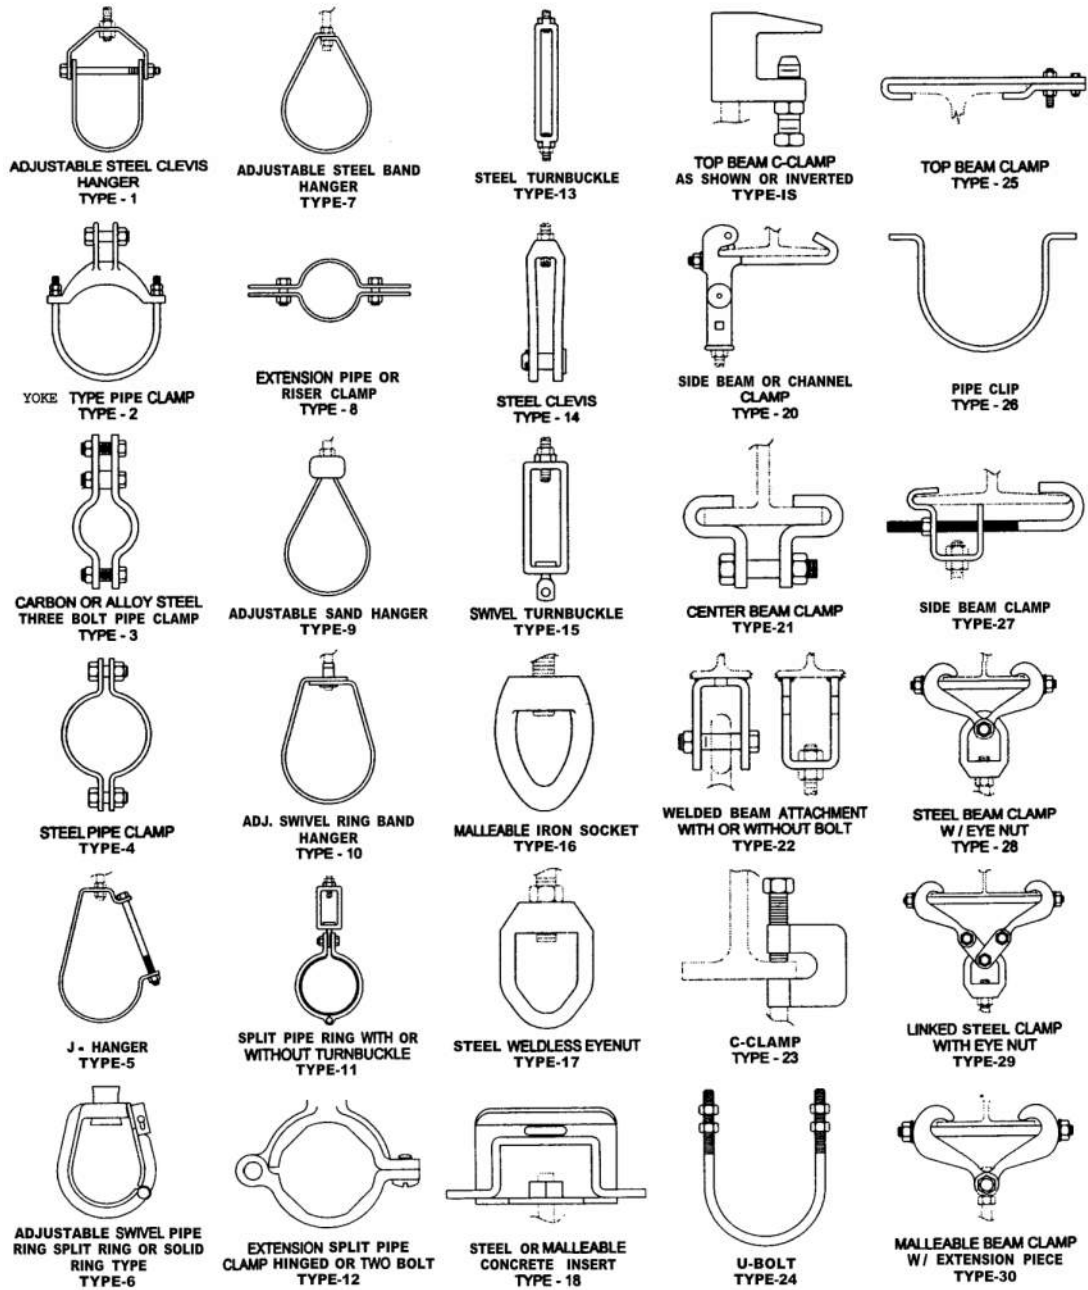 ADJUSTABLE STEEL CLEVIS
HANGER
TYPE - 1
ADJUSTABLE STEEL BAND
HANGER
TYPE-7
STEEL TURNBUCKLE
TYPE-13
TOP BEAM C-CLAMP
AS SHOWN OR INVERTED
TYPE-IS
TOP BEAM CLAMP
TYPE - 25
YOKE TYPE PIPE CLAMP
TYPE - 2
EXTENSION PIPE OR
RISER CLAMP
TYPE - 8
STEEL CLEVIS
TYPE - 14
SIDE BEAM OR CHANNEL
CLAMP
TYPE - 20
PIPE CLIP
TYPE - 26
CARBON OR ALLOY STEEL
THREE BOLT PIPE CLAMP
TYPE - 3
ADJUSTABLE SAND HANGER
TYPE-9
SWIVEL TURNBUCKLE
TYPE-15
CENTER BEAM CLAMP
TYPE-21
SIDE BEAM CLAMP
TYPE-27
STEEL PIPE CLAMP
TYPE-4
ADJ. SWIVEL RING BAND
HANGER
TYPE - 10
MALLEABLE IRON SOCKET
TYPE-16
WELDED BEAM ATTACHMENT
WITH OR WITHOUT BOLT
TYPE-22
STEEL BEAM CLAMP
W / EYE NUT
TYPE - 28
J - HANGER
TYPE-5
SPLIT PIPE RING WITH OR
WITHOUT TURNBUCKLE
TYPE-11
STEEL WELDLESS EYENUT
TYPE-17
C-CLAMP
TYPE - 23
LINKED STEEL CLAMP
WITH EYE NUT
TYPE-29
ADJUSTABLE SWIVEL PIPE
RING SPLIT RING OR SOLID
RING TYPE
TYPE-6
EXTENSION SPLIT PIPE
CLAMP HINGED OR TWO BOLT
TYPE-12
STEEL OR MALLEABLE
CONCRETE INSERT
TYPE - 18
U-BOLT
TYPE-24
MALLEABLE BEAM CLAMP
W/ EXTENSION PIECE
TYPE-30